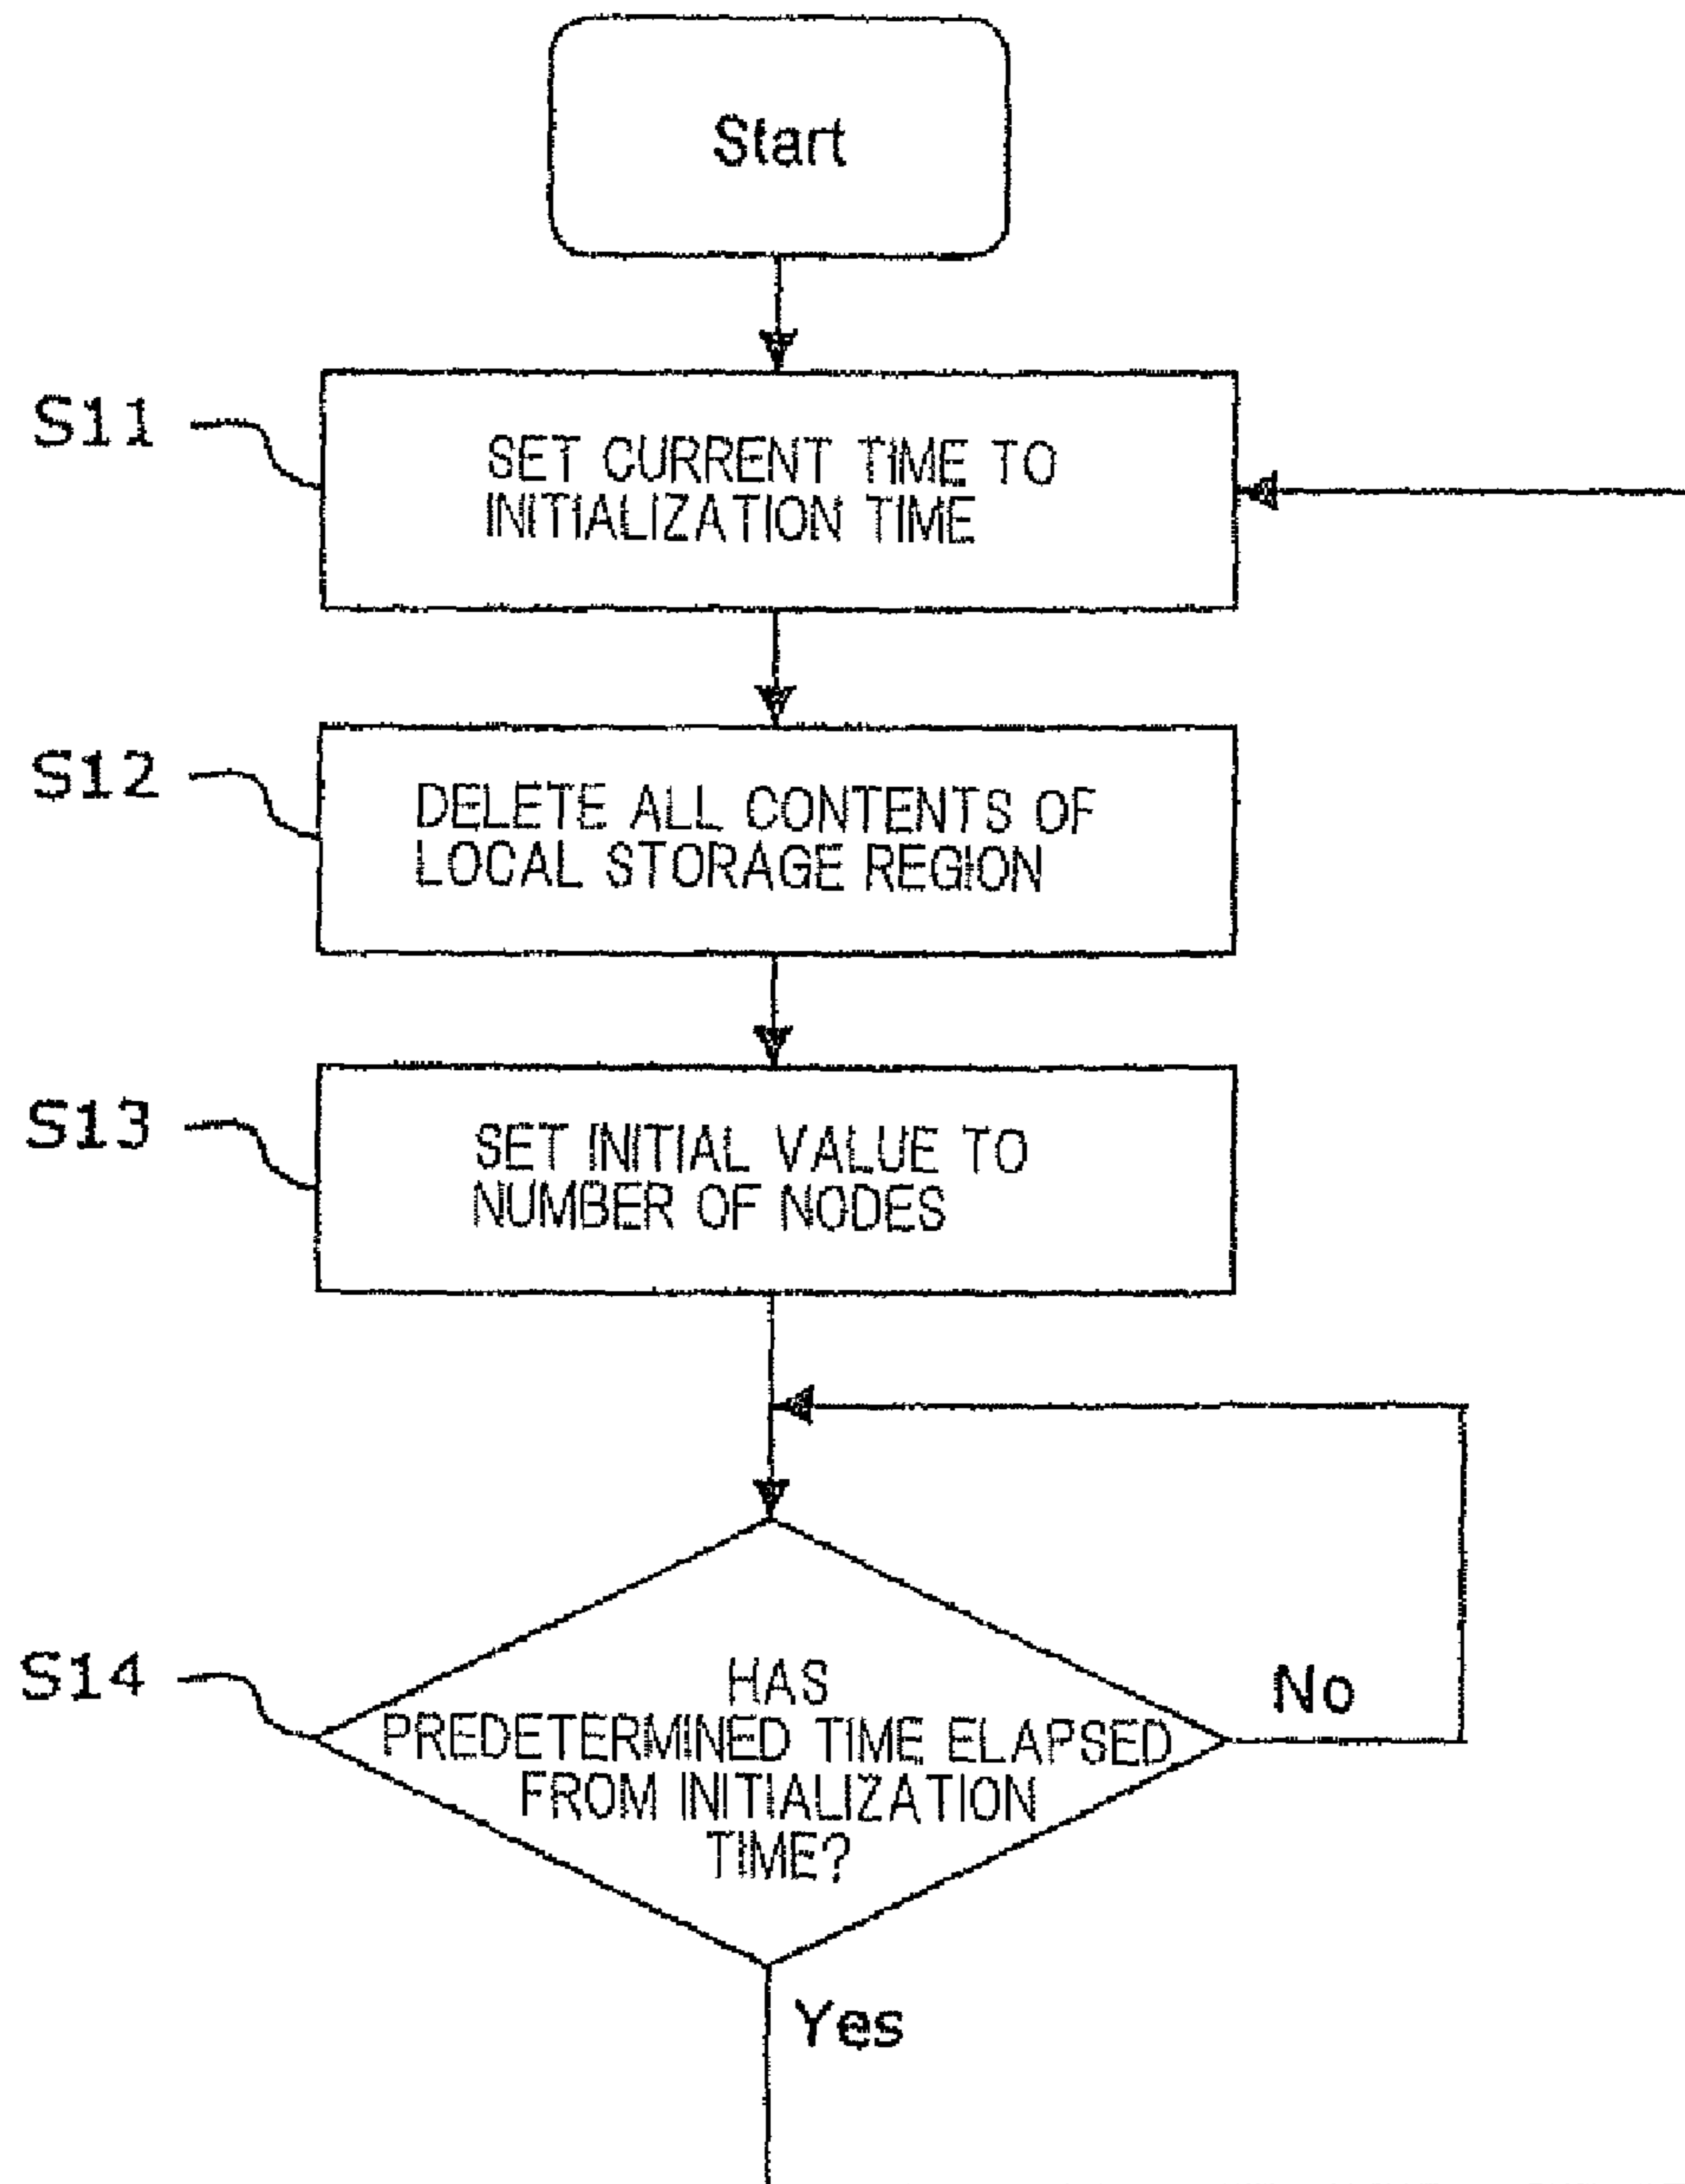 Start
S11
SET CURRENT TIME TO
INITIALIZATION TIME
S12
DELETE ALL CONTENTS OF
LOCAL STORAGE REGION
S13
SET INITIAL VALUE TO
NUMBER OF NODES
S14
HAS
PREDETERMINED TIME ELAPSED
FROM INITIALIZATION
TIME?
No
Yes